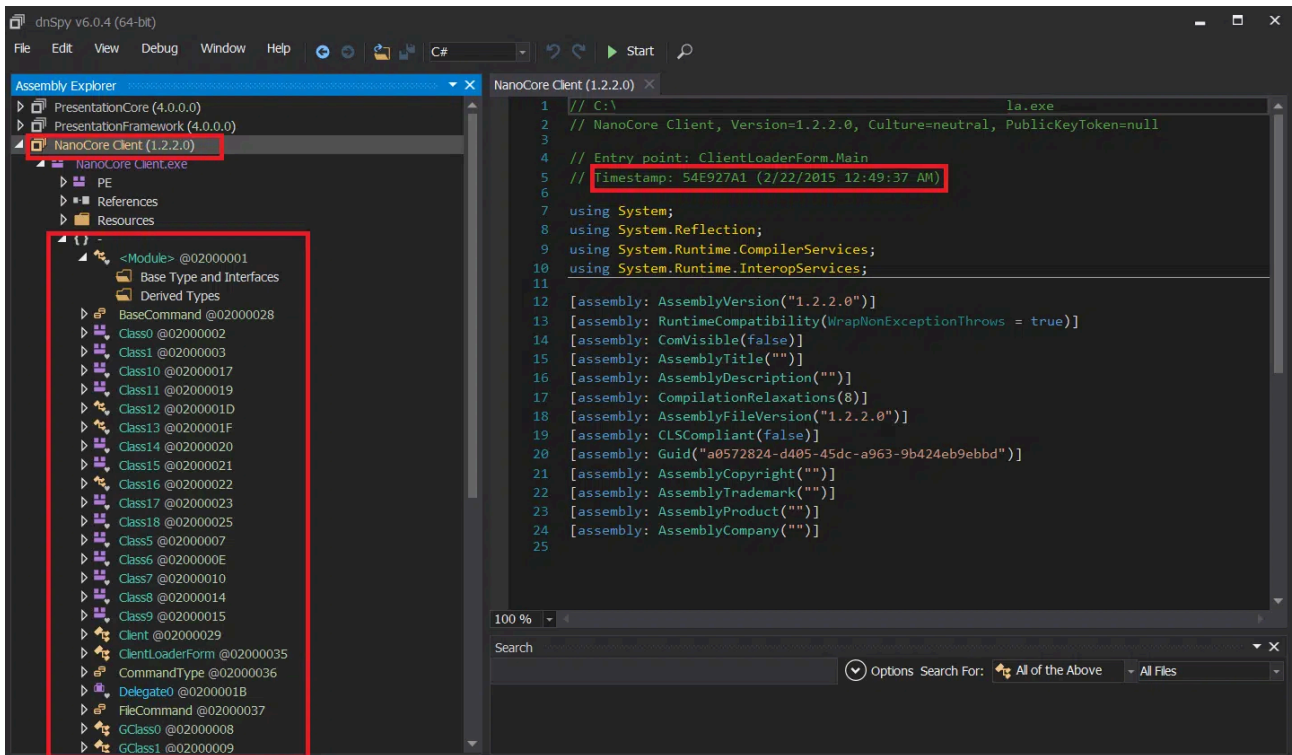 dnSpy v6.0.4 (64-bit)
File Edit View Debug Window Help C# Start
Assembly Explorer
PresentationCore (4.0.0.0)
PresentationFramework (4.0.0.0)
NanoCore Client (1.2.2.0)
NanoCore Client.exe
PE
References
Resources
{ } -
<Module> @02000001
Base Type and Interfaces
Derived Types
BaseCommand @02000028
Class0 @02000002
Class1 @02000003
Class10 @02000017
Class11 @02000019
Class12 @0200001D
Class13 @0200001F
Class14 @02000020
Class15 @02000021
Class16 @02000022
Class17 @02000023
Class18 @02000025
Class5 @02000007
Class6 @0200000E
Class7 @02000010
Class8 @02000014
Class9 @02000015
Client @02000029
ClientLoaderForm @02000035
CommandType @02000036
Delegate0 @0200001B
FileCommand @02000037
GClass0 @02000008
GClass1 @02000009
NanoCore Client (1.2.2.0)
1 // C:\ la.exe
2 // NanoCore Client, Version=1.2.2.0, Culture=neutral, PublicKeyToken=null
3
4 // Entry point: ClientLoaderForm.Main
5 // Timestamp: 54E927A1 (2/22/2015 12:49:37 AM)
6
7 using System;
8 using System.Reflection;
9 using System.Runtime.CompilerServices;
10 using System.Runtime.InteropServices;
11
12 [assembly: AssemblyVersion("1.2.2.0")]
13 [assembly: RuntimeCompatibility(WrapNonExceptionThrows = true)]
14 [assembly: ComVisible(false)]
15 [assembly: AssemblyTitle("")]
16 [assembly: AssemblyDescription("")]
17 [assembly: CompilationRelaxations(8)]
18 [assembly: AssemblyFileVersion("1.2.2.0")]
19 [assembly: CLSCompliant(false)]
20 [assembly: Guid("a0572824-d405-45dc-a963-9b424eb9ebbd")]
21 [assembly: AssemblyCopyright("")]
22 [assembly: AssemblyTrademark("")]
23 [assembly: AssemblyProduct("")]
24 [assembly: AssemblyCompany("")]
25
100 %
Search
Options Search For: All of the Above All Files